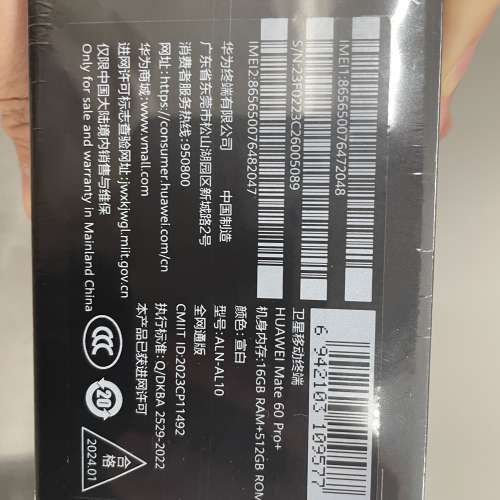 卫星移动终端
HUAWEI Mate 60 Pro+
机身内存:16GB RAM+512GB ROM
颜色:宣白
型号:ALN-AL10
全网通版
CMIIT ID:2023CP11492
执行标准:Q/DKBA 2529-2022
本产品已获进网许可
6 942103 109577
IMEI1:865650076472048
S/N:23F0223C26005089
IMEI2:865650076482047
华为终端有限公司 中国制造
广东省东莞市松山湖园区新城路2号
消费者服务热线:950800
网址:https://consumer.huawei.com/cn
华为商城:www.vmall.com
进网许可标志查验网址:jwxkjwgl.miit.gov.cn
仅限中国大陆境内销售与维保
Only for sale and warranty in Mainland China
CCC
20
合格
2024.01